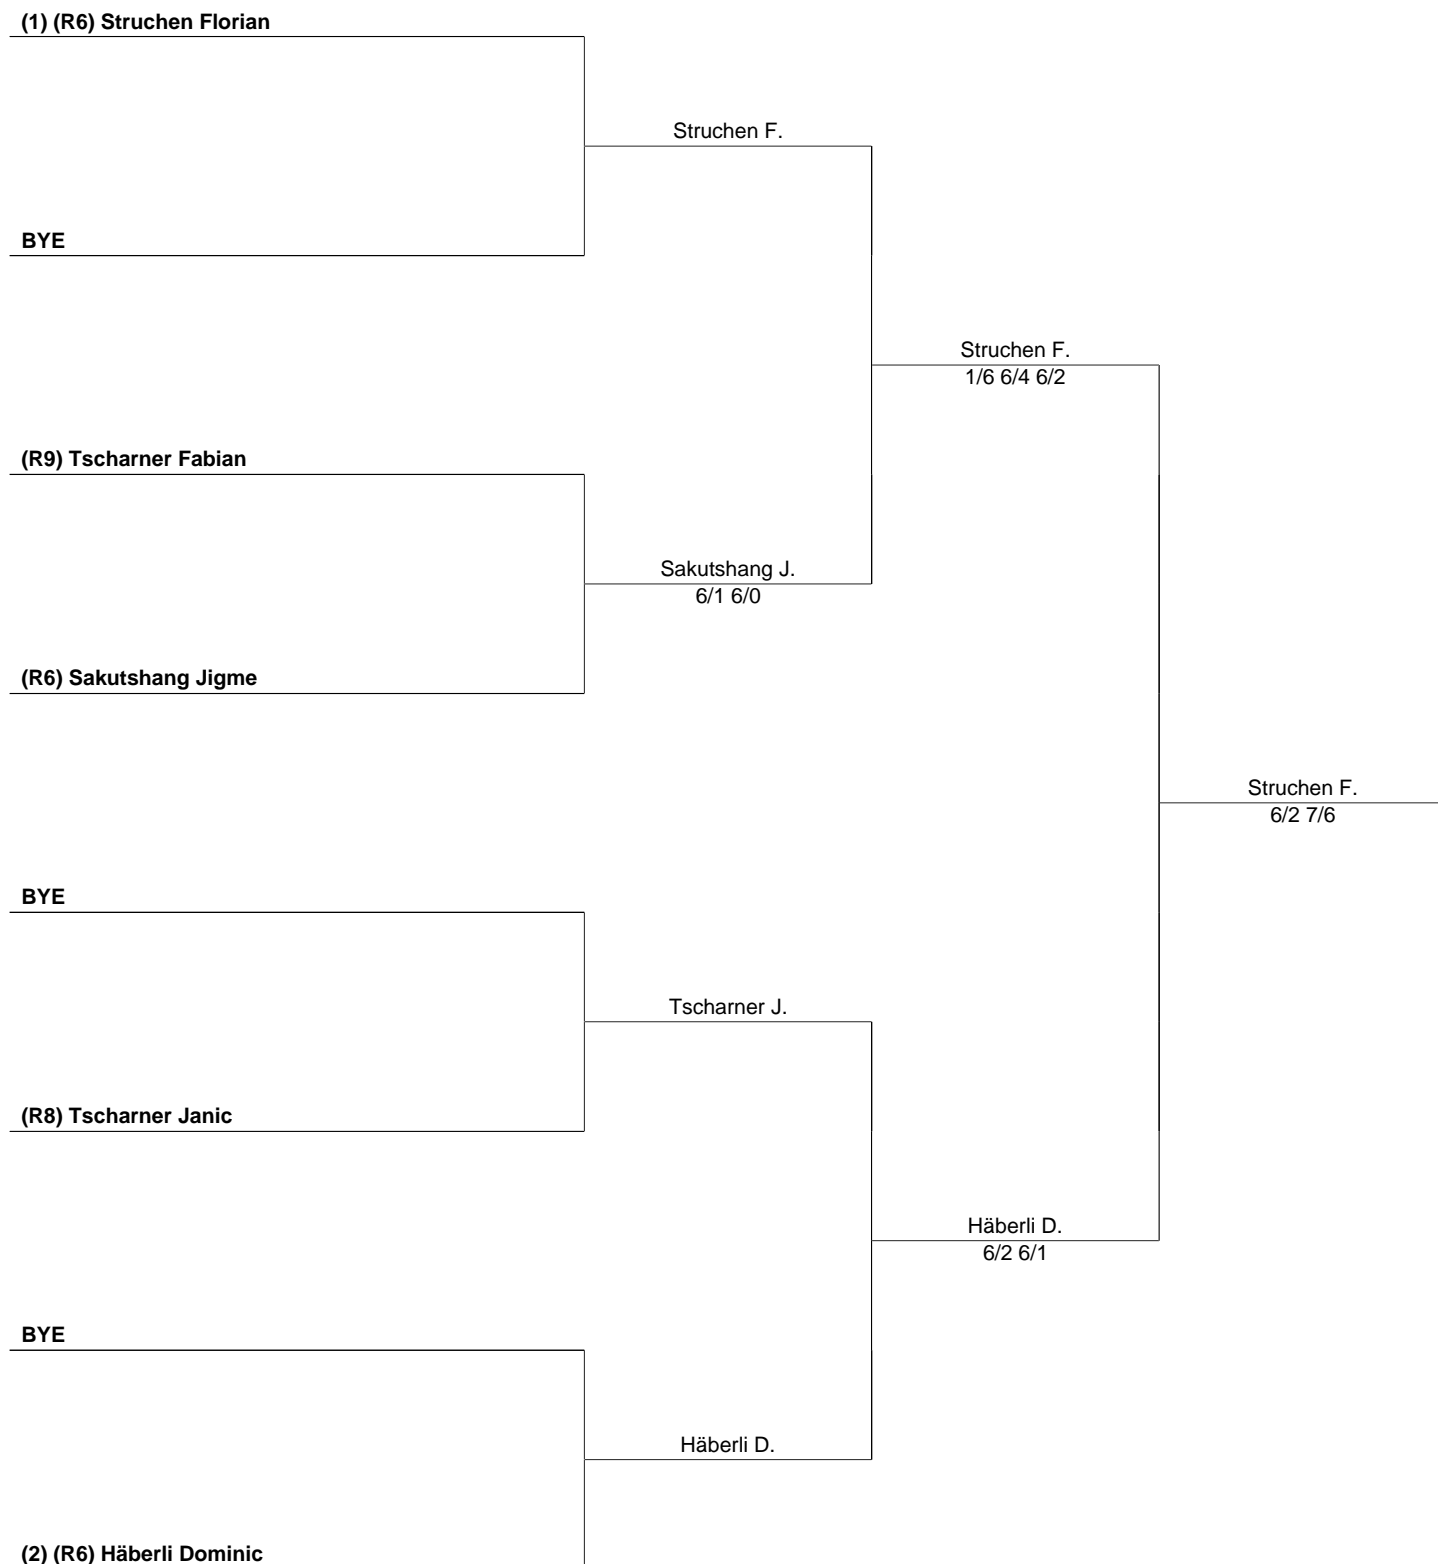 (1) (R6) Struchen Florian
Struchen F.
BYE
Struchen F.
1/6 6/4 6/2
(R9) Tscharner Fabian
Sakutshang J.
6/1 6/0
(R6) Sakutshang Jigme
Struchen F.
6/2 7/6
BYE
Tscharner J.
(R8) Tscharner Janic
Häberli D.
6/2 6/1
BYE
Häberli D.
(2) (R6) Häberli Dominic